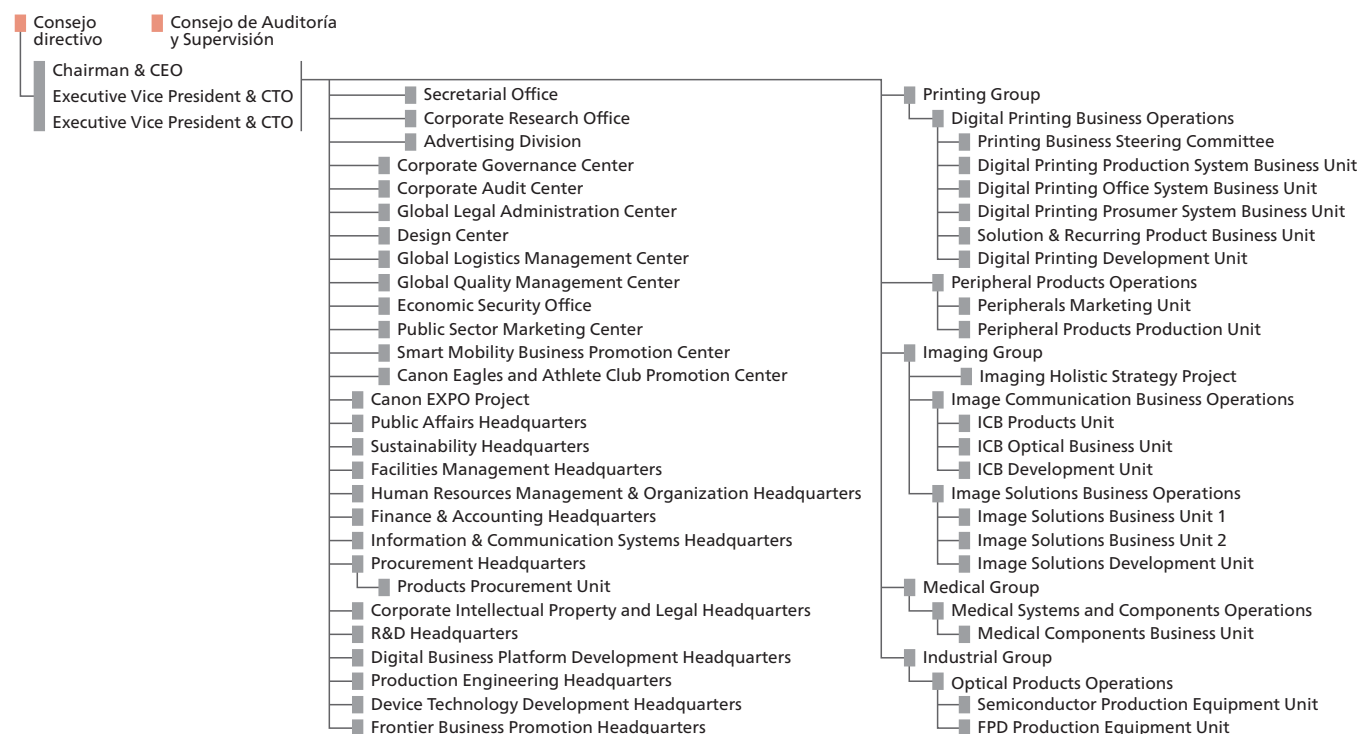 Consejo
directivo
Consejo de Auditoría
y Supervisión
Chairman & CEO
Executive Vice President & CTO
Executive Vice President & CTO
Secretarial Office
Corporate Research Office
Advertising Division
Corporate Governance Center
Corporate Audit Center
Global Legal Administration Center
Design Center
Global Logistics Management Center
Global Quality Management Center
Economic Security Office
Public Sector Marketing Center
Smart Mobility Business Promotion Center
Canon Eagles and Athlete Club Promotion Center
Canon EXPO Project
Public Affairs Headquarters
Sustainability Headquarters
Facilities Management Headquarters
Human Resources Management & Organization Headquarters
Finance & Accounting Headquarters
Information & Communication Systems Headquarters
Procurement Headquarters
Products Procurement Unit
Corporate Intellectual Property and Legal Headquarters
R&D Headquarters
Digital Business Platform Development Headquarters
Production Engineering Headquarters
Device Technology Development Headquarters
Frontier Business Promotion Headquarters
Printing Group
Digital Printing Business Operations
Printing Business Steering Committee
Digital Printing Production System Business Unit
Digital Printing Office System Business Unit
Digital Printing Prosumer System Business Unit
Solution & Recurring Product Business Unit
Digital Printing Development Unit
Peripheral Products Operations
Peripherals Marketing Unit
Peripheral Products Production Unit
Imaging Group
Imaging Holistic Strategy Project
Image Communication Business Operations
ICB Products Unit
ICB Optical Business Unit
ICB Development Unit
Image Solutions Business Operations
Image Solutions Business Unit 1
Image Solutions Business Unit 2
Image Solutions Development Unit
Medical Group
Medical Systems and Components Operations
Medical Components Business Unit
Industrial Group
Optical Products Operations
Semiconductor Production Equipment Unit
FPD Production Equipment Unit